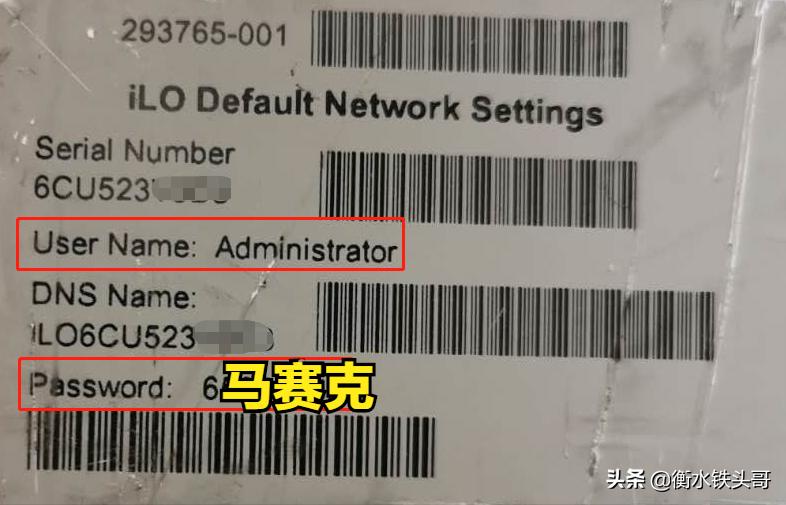 293765-001
iLO Default Network Settings
Serial Number
6CU523
User Name: Administrator
DNS Name:
iLO6CU523
Password: 6
马赛克
头条 @衡水铁头哥